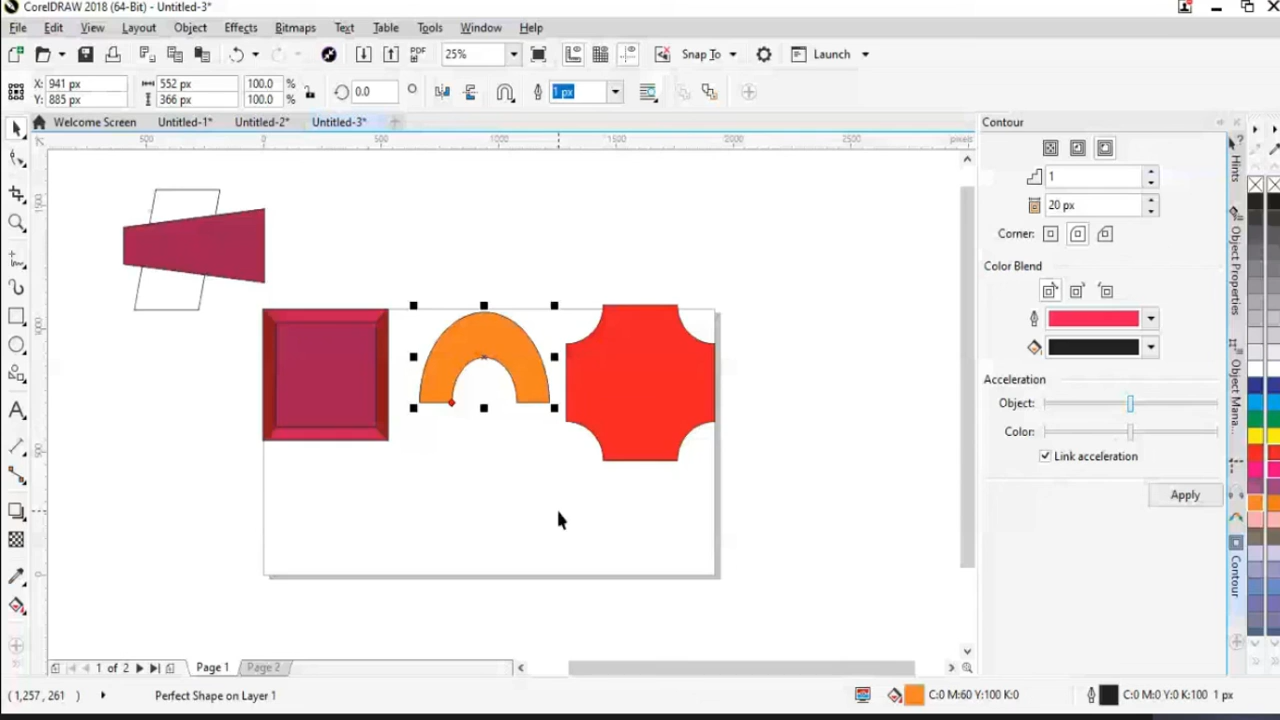 CorelDRAW 2018 (64-Bit) - Untitled-3*
File Edit View Layout Object Effects Bitmaps Text Table Tools Window Help
PDF 25% Snap To Launch
X: 941 px 552 px 100.0 % 0.0 ° 1 px
Y: 885 px 366 px 100.0 %
Welcome Screen Untitled-1* Untitled-2* Untitled-3*
500 0 500 1000 1500 2000 2500 pixels
1500
1000
500
0
Contour
1
20 px
Corner:
Color Blend
Acceleration
Object:
Color:
Link acceleration
Apply
Hints
Object Properties
Object Mana...
Contour
1 of 2 Page 1 Page 2
( 1,257, 261 ) Perfect Shape on Layer 1 C:0 M:60 Y:100 K:0 C:0 M:0 Y:0 K:100 1 px